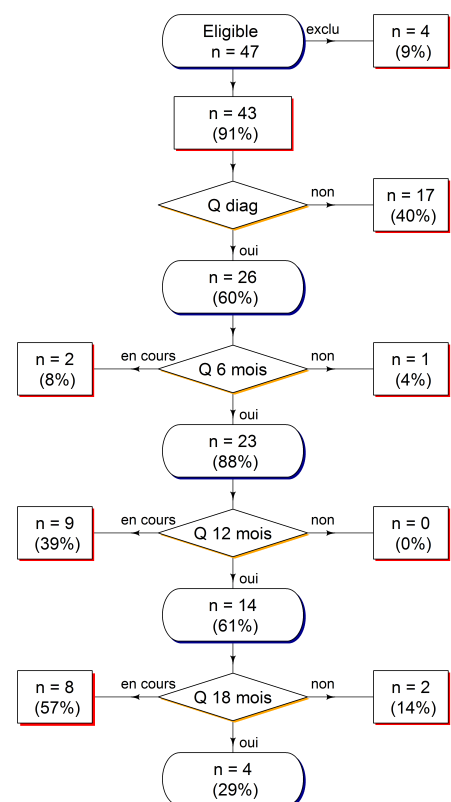 Eligible
n = 47
exclu
n = 4
(9%)
n = 43
(91%)
Q diag
non
n = 17
(40%)
oui
n = 26
(60%)
n = 2
(8%)
en cours
Q 6 mois
non
n = 1
(4%)
oui
n = 23
(88%)
n = 9
(39%)
en cours
Q 12 mois
non
n = 0
(0%)
oui
n = 14
(61%)
n = 8
(57%)
en cours
Q 18 mois
non
n = 2
(14%)
oui
n = 4
(29%)